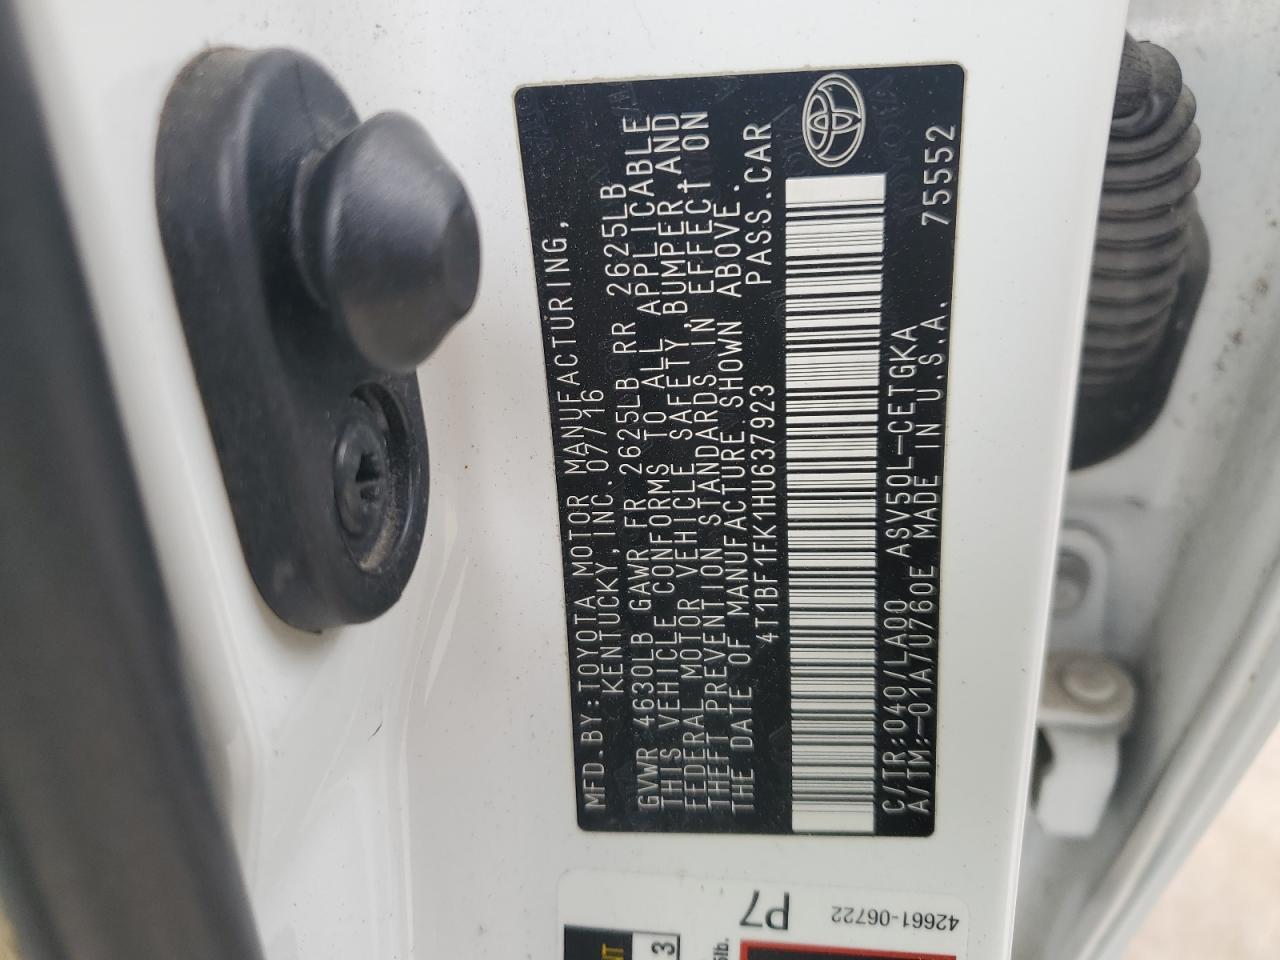 MFD.BY:TOYOTA MOTOR MANUFACTURING,
KENTUCKY,INC.07/16
GVWR 4630LB GAWR FR 2625LB RR 2625LB
THIS VEHICLE CONFORMS TO ALL APPLICABLE
FEDERAL MOTOR VEHICLE SAFETY,BUMPER,AND
THEFT PREVENTION STANDARDS IN EFFECT ON
THE DATE OF MANUFACTURE SHOWN ABOVE.
4T1BF1FK1HU637923 PASS.CAR
C/TR:040/LA00 ASV50L-CETGKA 75552
A/TM:-01A/U760E MADE IN U.S.A.
P7
42661-06722
3